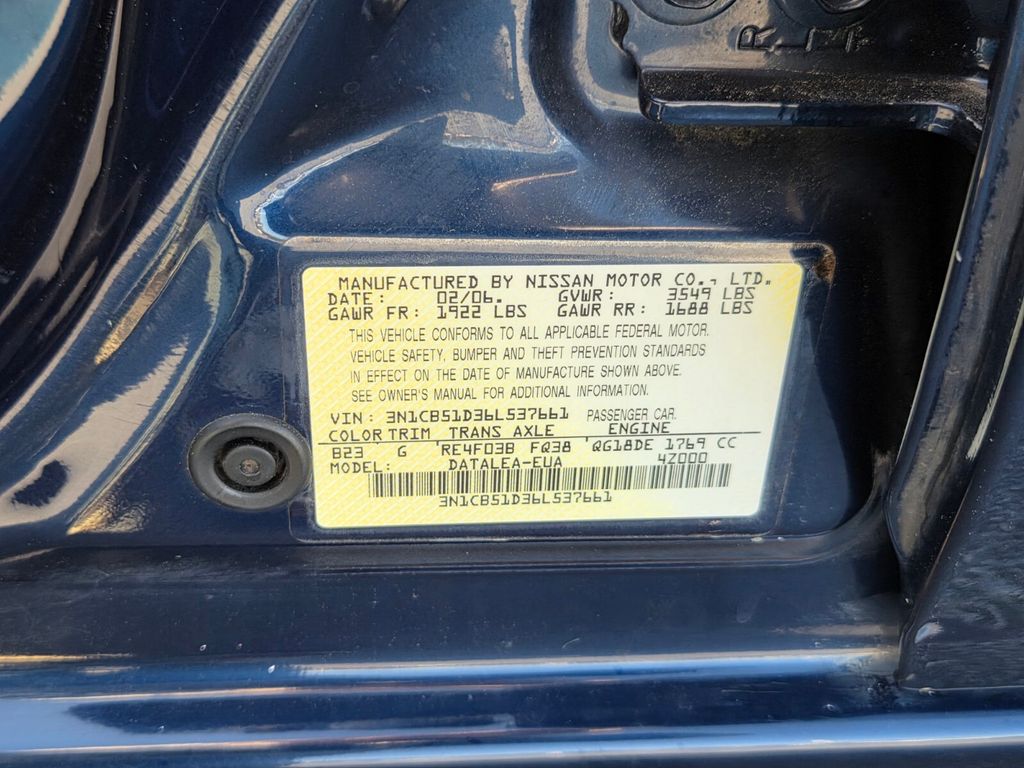 R L
MANUFACTURED BY NISSAN MOTOR CO., LTD.
DATE: 02/06. GVWR: 3549 LBS
GAWR FR: 1922 LBS GAWR RR: 1688 LBS
THIS VEHICLE CONFORMS TO ALL APPLICABLE FEDERAL MOTOR
VEHICLE SAFETY, BUMPER AND THEFT PREVENTION STANDARDS
IN EFFECT ON THE DATE OF MANUFACTURE SHOWN ABOVE.
SEE OWNER'S MANUAL FOR ADDITIONAL INFORMATION.
VIN: 3N1CB51D36L537661 PASSENGER CAR
COLOR TRIM TRANS AXLE ENGINE
B23 G RE4F03B FQ38 QG18DE 1769 CC
MODEL: DATALEA-EUA 4Z000
3N1CB51D36L537661